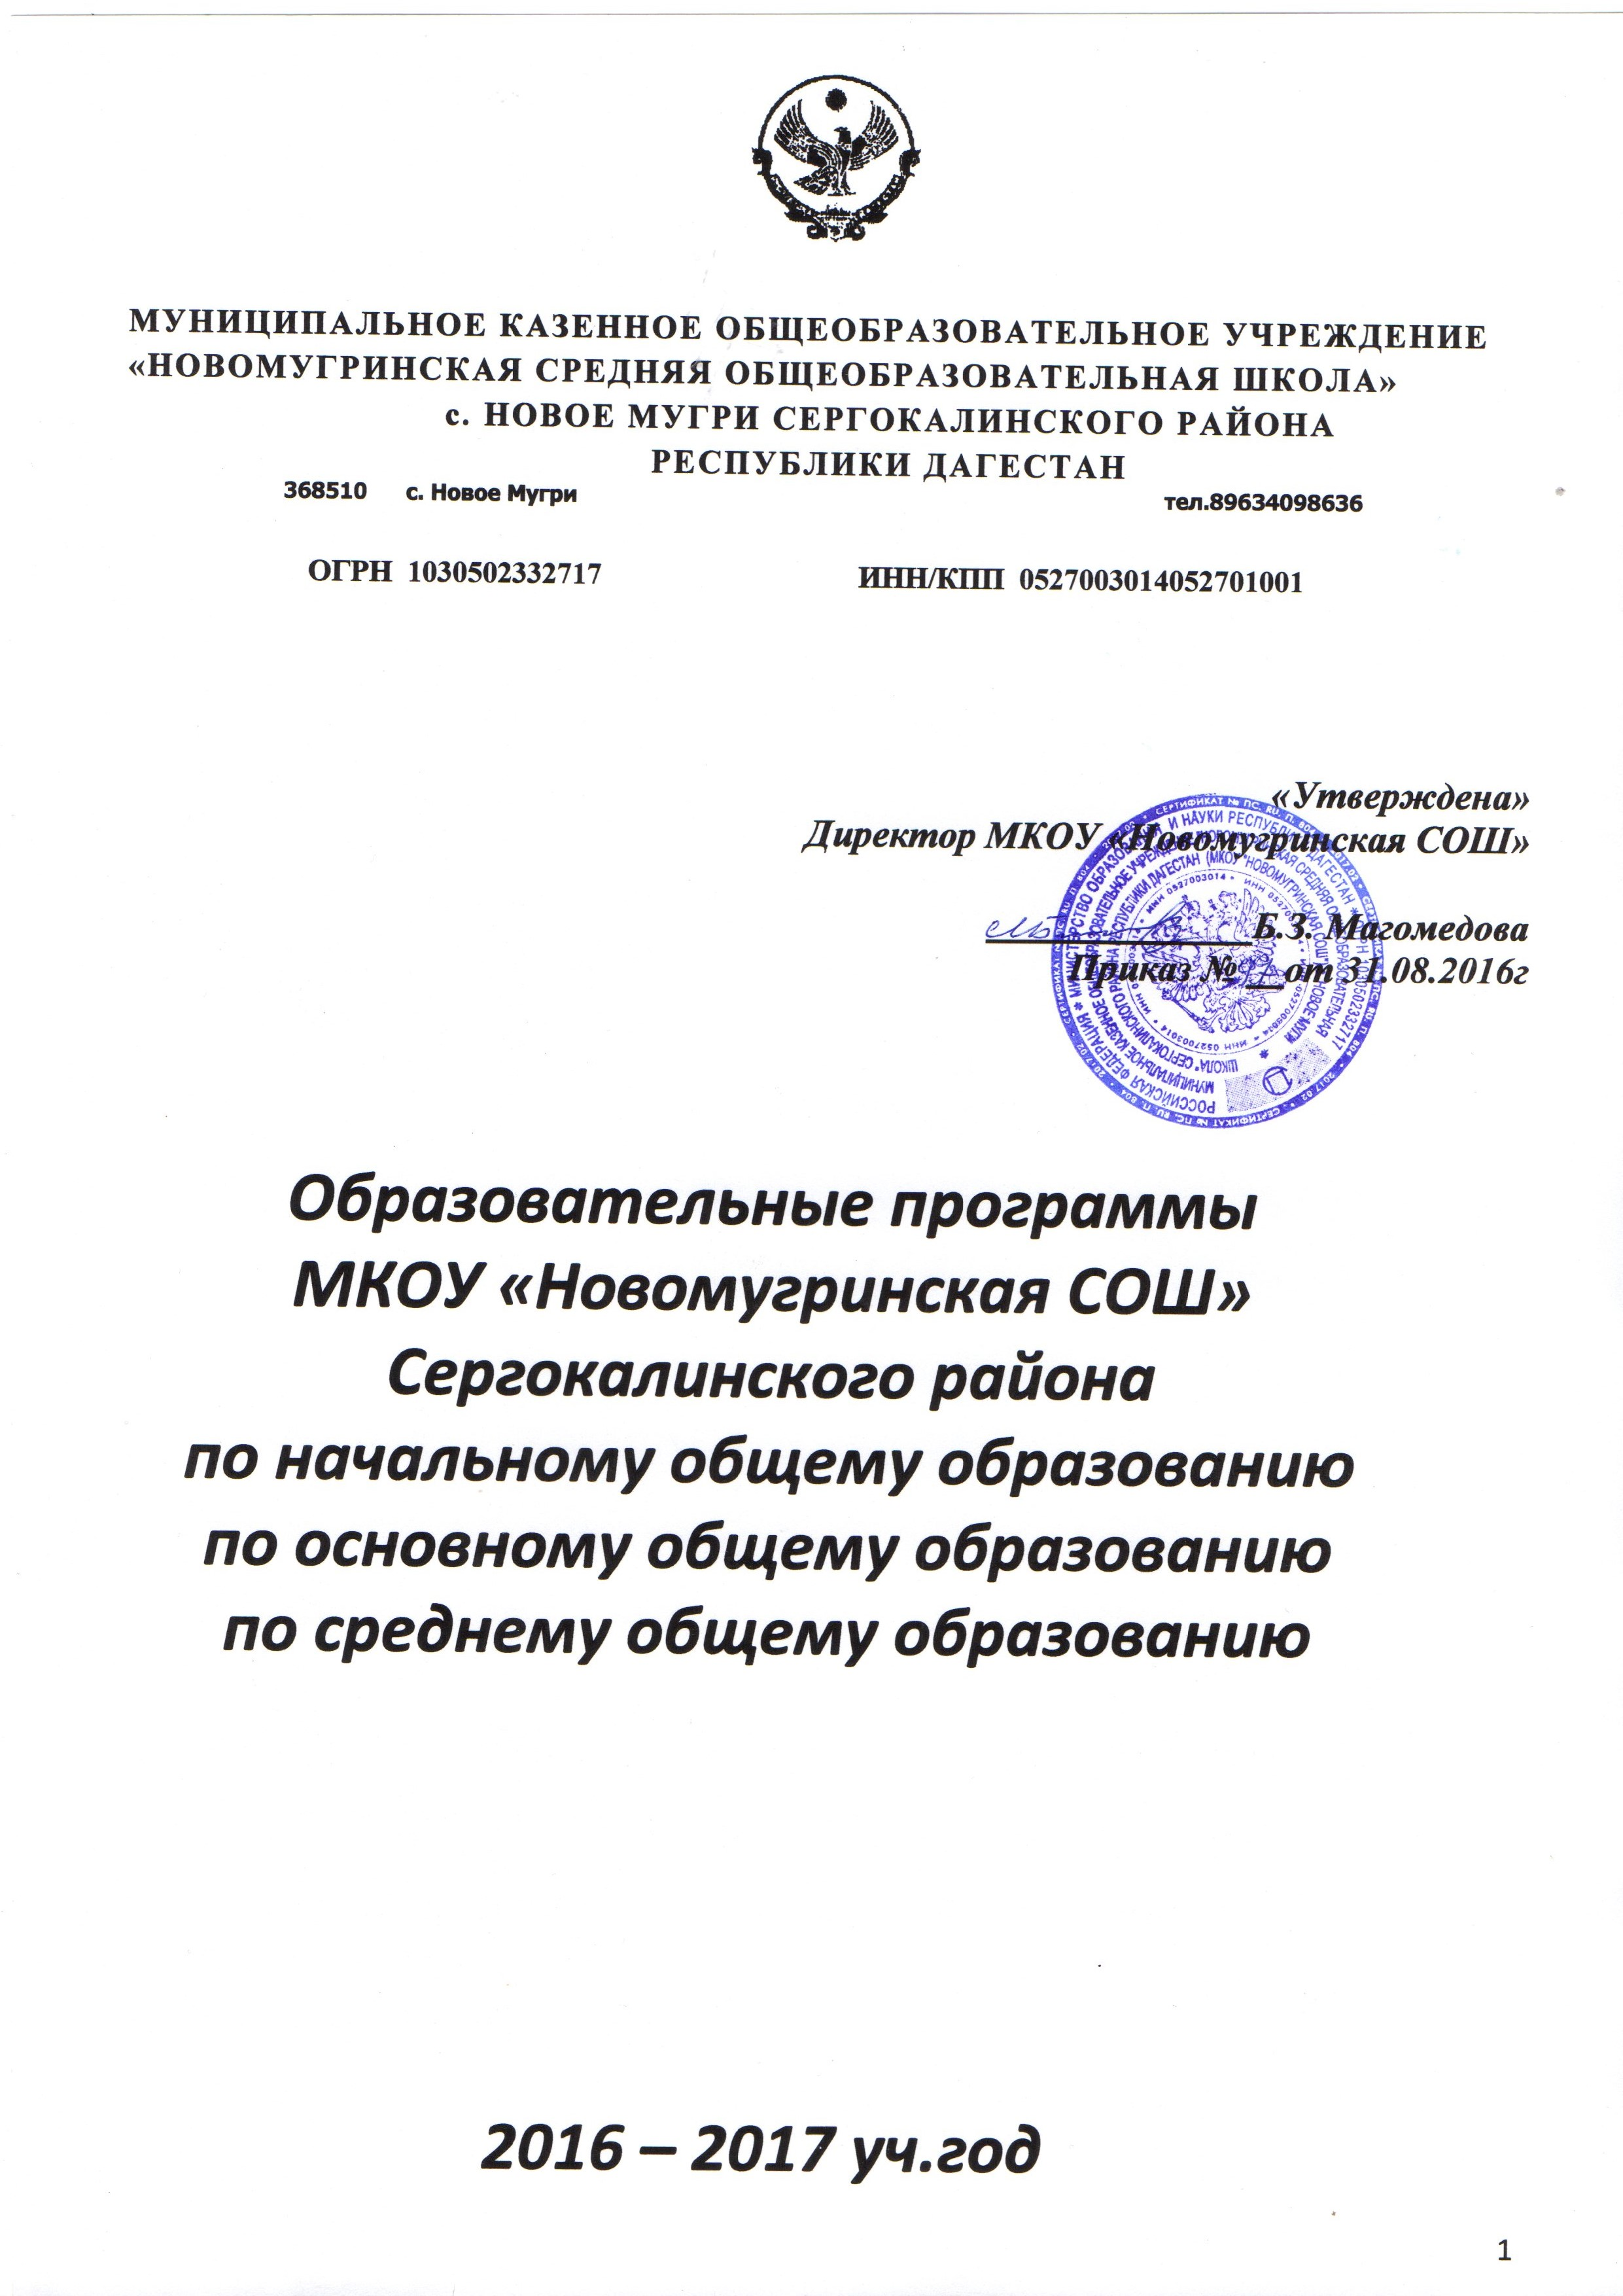 МУНИЦИПАЛЬНОЕ КАЗЕННОЕ ОБЩЕОБРАЗОВАТЕЛЬНОЕ УЧРЕЖДЕНИЕ
«НОВОМУГРИНСКАЯ СРЕДНЯЯ ОБЩЕОБРАЗОВАТЕЛЬНАЯ ШКОЛА»
с. НОВОЕ МУГРИ СЕРГОКАЛИНСКОГО РАЙОНА
РЕСПУБЛИКИ ДАГЕСТАН
368510 с. Новое Мугри тел.89634098636
ОГРН 1030502332717 ИНН/КПП 0527003014052701001
«Утверждена»
Директор МКОУ «Новомугринская СОШ»
Б.З. Магомедова
Приказ № от 31.08.2016г
Образовательные программы
МКОУ «Новомугринская СОШ»
Сергокалинского района
по начальному общему образованию
по основному общему образованию
по среднему общему образованию
2016 – 2017 уч.год
1